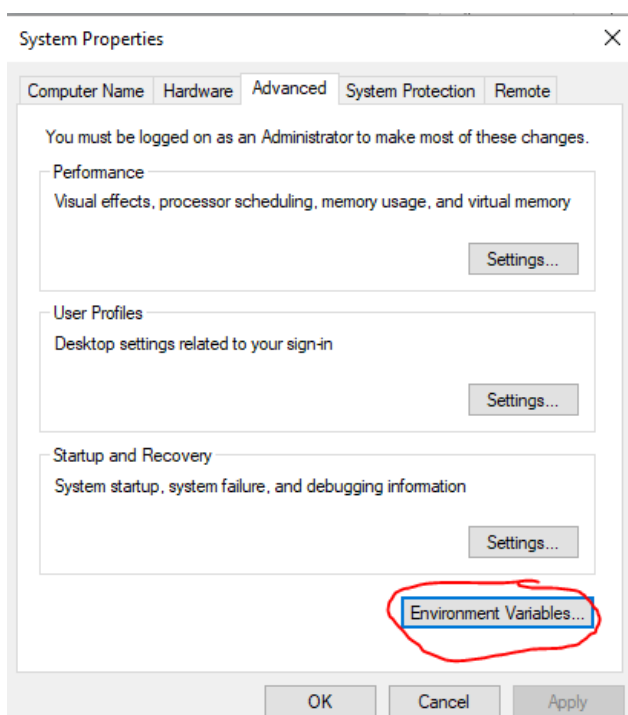 System Properties
Computer Name Hardware Advanced System Protection Remote
You must be logged on as an Administrator to make most of these changes.
Performance
Visual effects, processor scheduling, memory usage, and virtual memory
Settings...
User Profiles
Desktop settings related to your sign-in
Settings...
Startup and Recovery
System startup, system failure, and debugging information
Settings...
Environment Variables...
OK Cancel Apply